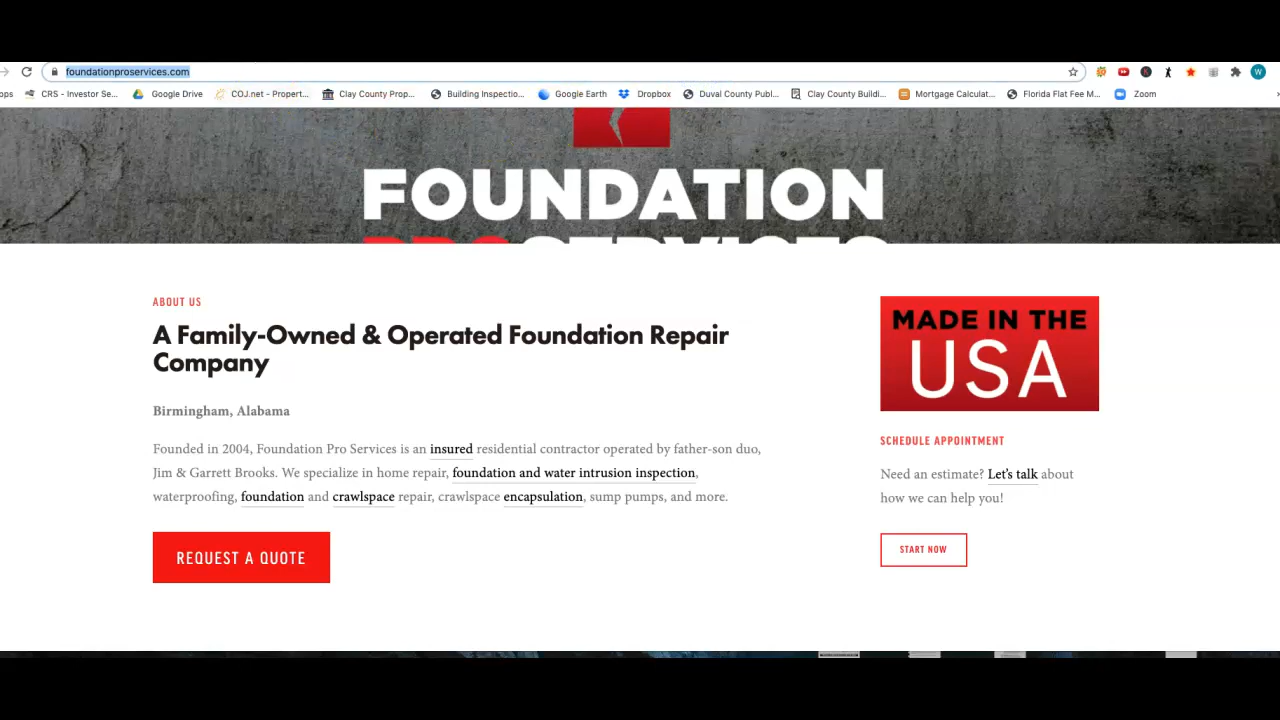 foundationproservices.com
W
ops CRS - Investor Se... Google Drive COJ.net - Propert... Clay County Prop... Building Inspectio... Google Earth Dropbox Duval County Publ... Clay County Buildi... Mortgage Calculat... Florida Flat Fee M... Zoom
FOUNDATION
PRO SERVICES
ABOUT US
A Family-Owned & Operated Foundation Repair
Company
Birmingham, Alabama
Founded in 2004, Foundation Pro Services is an insured residential contractor operated by father-son duo,
Jim & Garrett Brooks. We specialize in home repair, foundation and water intrusion inspection,
waterproofing, foundation and crawlspace repair, crawlspace encapsulation, sump pumps, and more.
REQUEST A QUOTE
MADE IN THE
USA
SCHEDULE APPOINTMENT
Need an estimate? Let's talk about
how we can help you!
START NOW